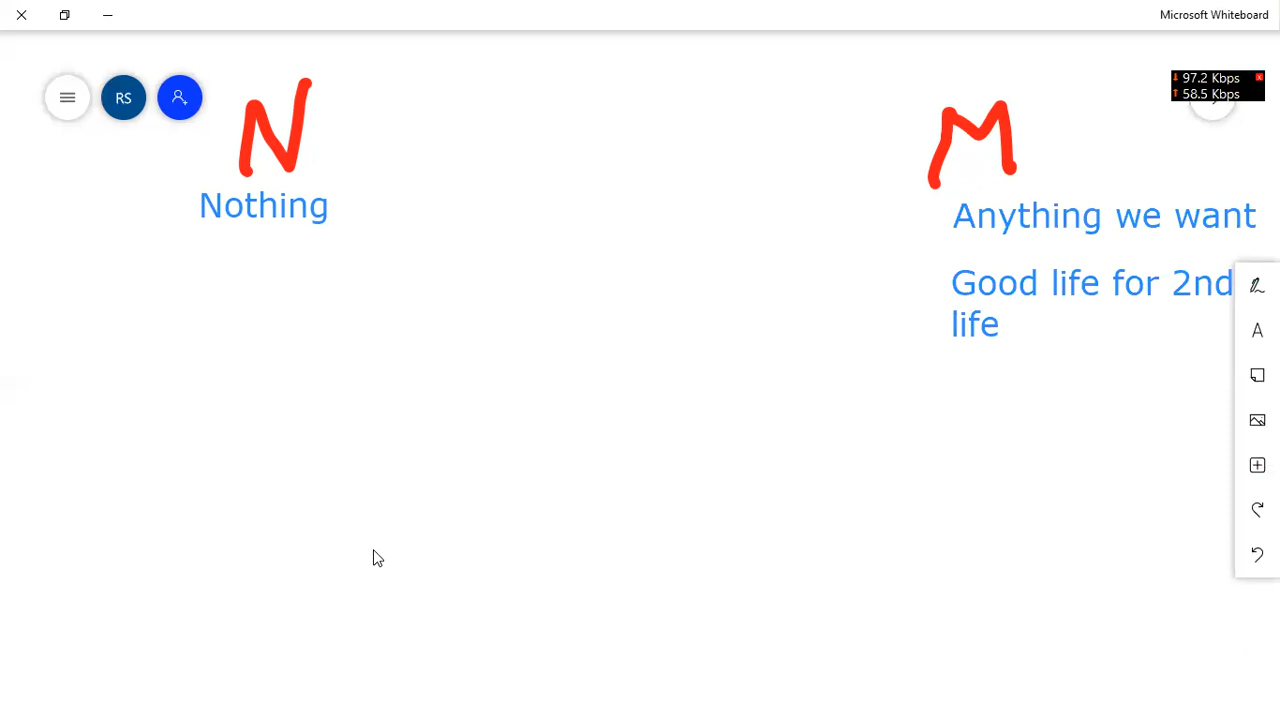 Microsoft Whiteboard
97.2 Kbps
58.5 Kbps
RS
N
M
Nothing
Anything we want
Good life for 2nd
life
A